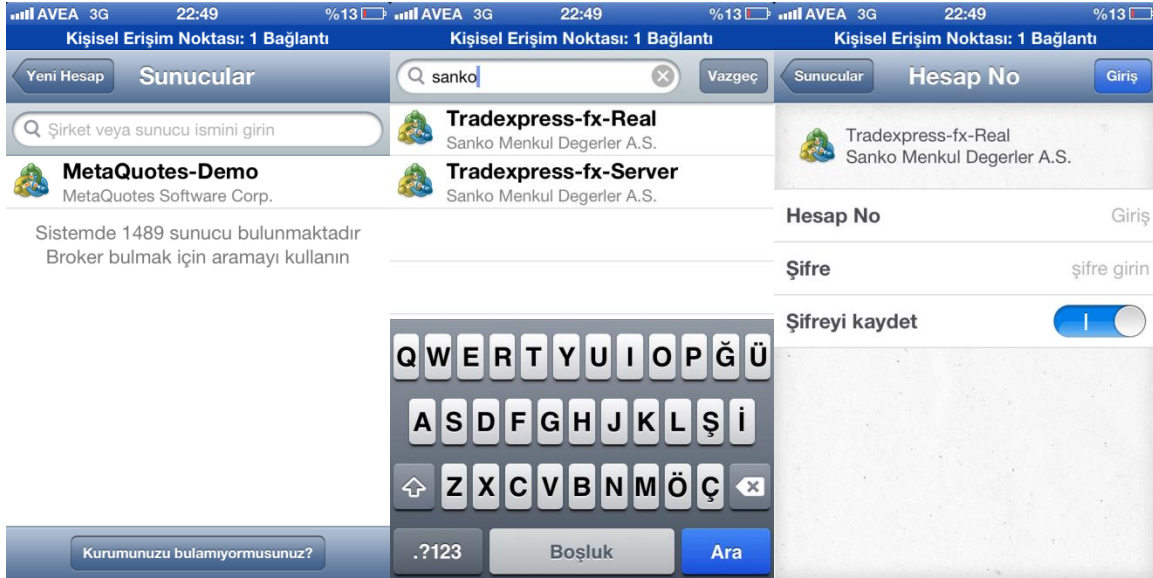 AVEA 3G 22:49 %13
Kişisel Erişim Noktası: 1 Bağlantı
Yeni Hesap Sunucular
Şirket veya sunucu ismini girin
MetaQuotes-Demo
MetaQuotes Software Corp.
Sistemde 1489 sunucu bulunmaktadır
Broker bulmak için aramayı kullanın
Kurumunuzu bulamıyormusunuz?
AVEA 3G 22:49 %13
Kişisel Erişim Noktası: 1 Bağlantı
sanko Vazgeç
Tradexpress-fx-Real
Sanko Menkul Degerler A.S.
Tradexpress-fx-Server
Sanko Menkul Degerler A.S.
Q W E R T Y U I O P Ğ Ü
A S D F G H J K L Ş İ
Z X C V B N M Ö Ç
.?123 Boşluk Ara
AVEA 3G 22:49 %13
Kişisel Erişim Noktası: 1 Bağlantı
Sunucular Hesap No Giriş
Tradexpress-fx-Real
Sanko Menkul Degerler A.S.
Hesap No Giriş
Şifre şifre girin
Şifreyi kaydet